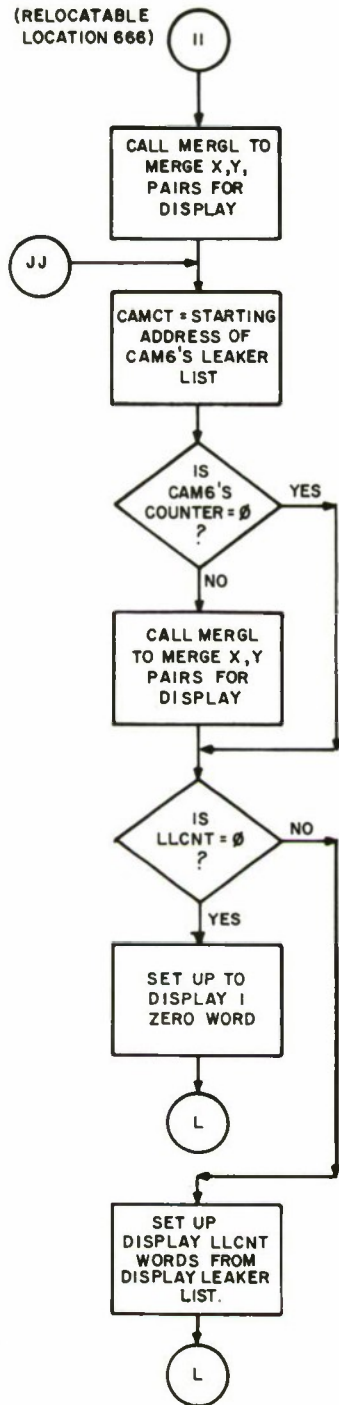 (RELOCATABLE
LOCATION 666)
II
CALL MERGL TO
MERGE X,Y,
PAIRS FOR
DISPLAY
JJ
CAMCT = STARTING
ADDRESS OF
CAM6'S LEAKER
LIST
IS
CAM6'S
COUNTER = Ø
?
YES
NO
CALL MERGL
TO MERGE X,Y
PAIRS FOR
DISPLAY
IS
LLCNT = Ø
?
NO
YES
SET UP TO
DISPLAY I
ZERO WORD
L
SET UP
DISPLAY LLCNT
WORDS FROM
DISPLAY LEAKER
LIST.
L